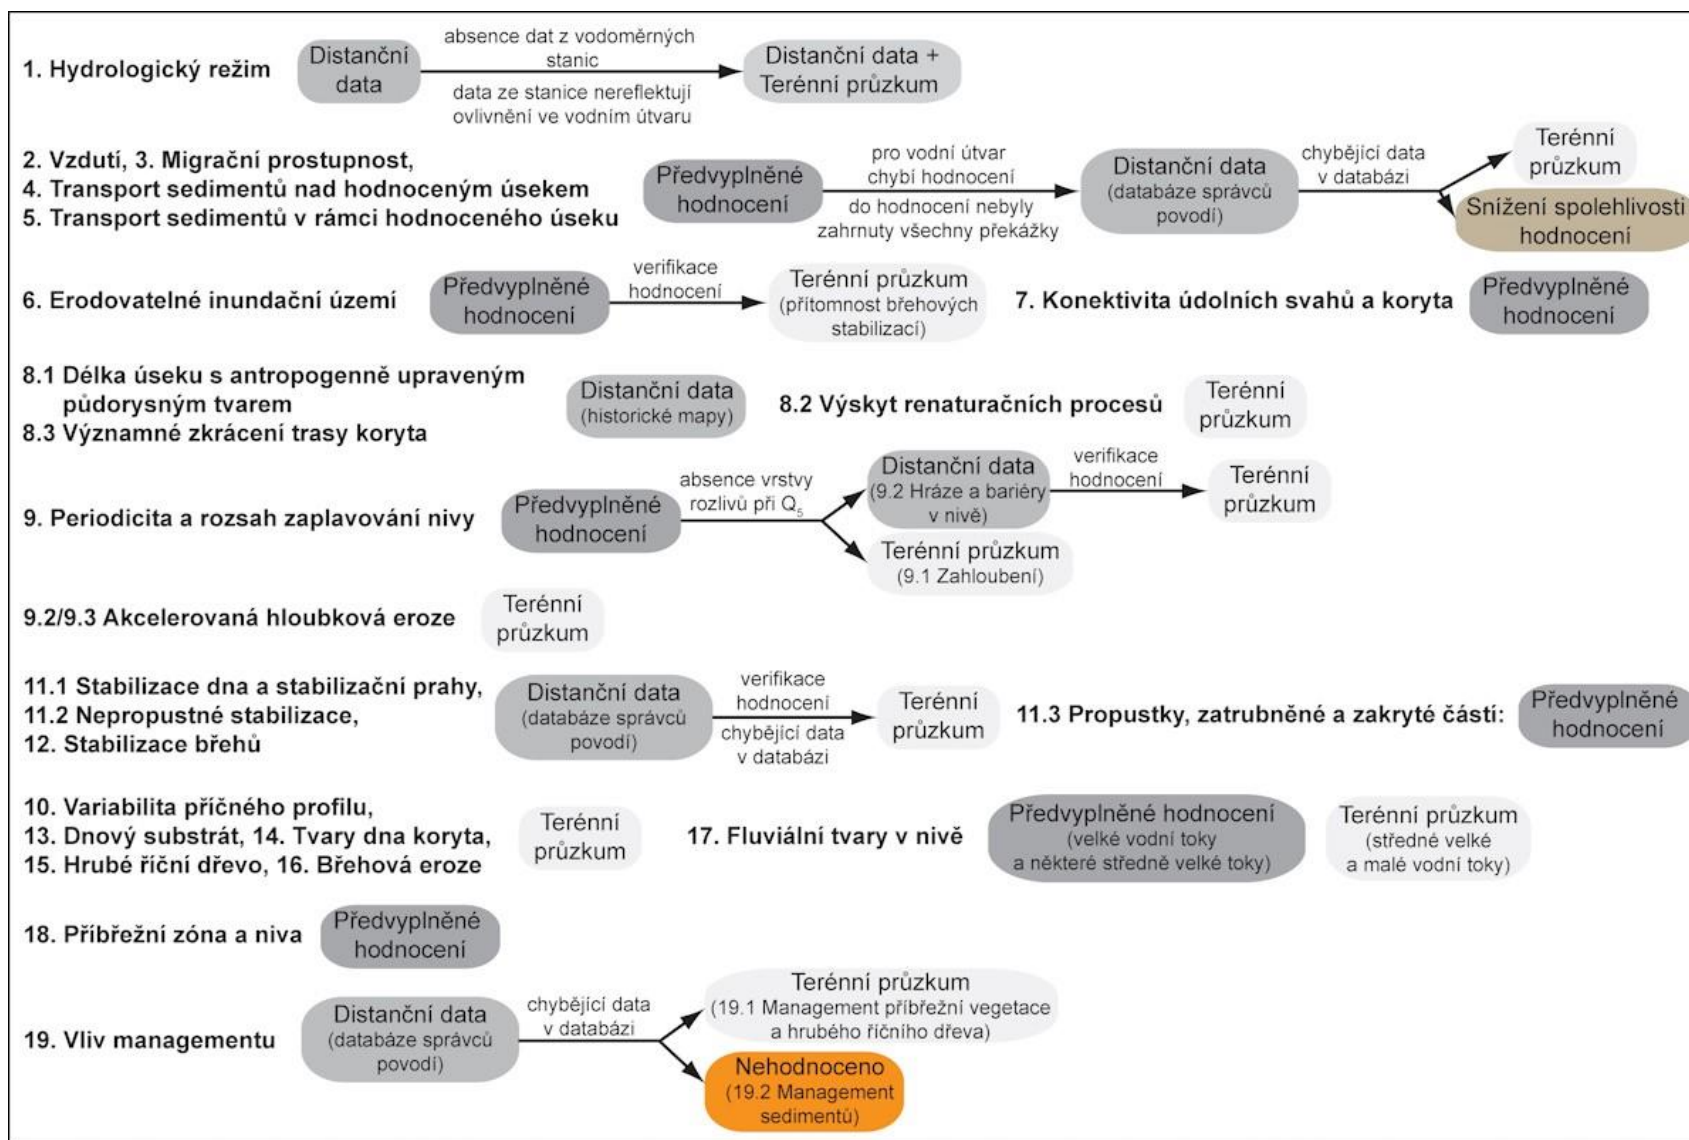 1. Hydrologický režim
Distanční
data
absence dat z vodoměrných
stanic
data ze stanice nereflektují
ovlivnění ve vodním útvaru
Distanční data +
Terénní průzkum
2. Vzdutí, 3. Migrační prostupnost,
4. Transport sedimentů nad hodnoceným úsekem
5. Transport sedimentů v rámci hodnoceného úseku
Předvyplněné
hodnocení
pro vodní útvar
chybí hodnocení
do hodnocení nebyly
zahrnuty všechny překážky
Distanční data
(databáze správců
povodí)
chybějící data
v databázi
Terénní
průzkum
Snížení spolehlivosti
hodnocení
6. Erodovatelné inundační území
Předvyplněné
hodnocení
verifikace
hodnocení
Terénní průzkum
(přítomnost břehových
stabilizací)
7. Konektivita údolních svahů a koryta
Předvyplněné
hodnocení
8.1 Délka úseku s antropogenně upraveným
půdorysným tvarem
8.3 Významné zkrácení trasy koryta
Distanční data
(historické mapy)
8.2 Výskyt renaturačních procesů
Terénní
průzkum
9. Periodicita a rozsah zaplavování nivy
Předvyplněné
hodnocení
absence vrstvy
rozlivů při Q5
Distanční data
(9.2 Hráze a bariéry
v nivě)
verifikace
hodnocení
Terénní
průzkum
Terénní průzkum
(9.1 Zahloubení)
9.2/9.3 Akcelerovaná hloubková eroze
Terénní
průzkum
11.1 Stabilizace dna a stabilizační prahy,
11.2 Nepropustné stabilizace,
12. Stabilizace břehů
Distanční data
(databáze správců
povodí)
verifikace
hodnocení
chybějící data
v databázi
Terénní
průzkum
11.3 Propustky, zatrubněné a zakryté částí:
Předvyplněné
hodnocení
10. Variabilita příčného profilu,
13. Dnový substrát, 14. Tvary dna koryta,
15. Hrubé říční dřevo, 16. Břehová eroze
Terénní
průzkum
17. Fluviální tvary v nivě
Předvyplněné hodnocení
(velké vodní toky
a některé středně velké toky)
Terénní průzkum
(středné velké
a malé vodní toky)
18. Příbřežní zóna a niva
Předvyplněné
hodnocení
19. Vliv managementu
Distanční data
(databáze správců
povodí)
chybějící data
v databázi
Terénní průzkum
(19.1 Management příbřežní vegetace
a hrubého říčního dřeva)
Nehodnoceno
(19.2 Management
sedimentů)